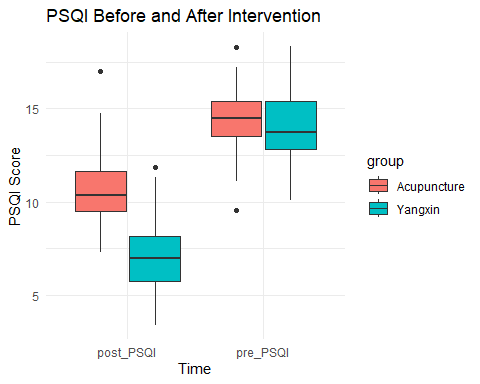 PSQI Before and After Intervention
PSQI Score
15
10
5
post_PSQI
pre_PSQI
Time
group
Acupuncture
Yangxin